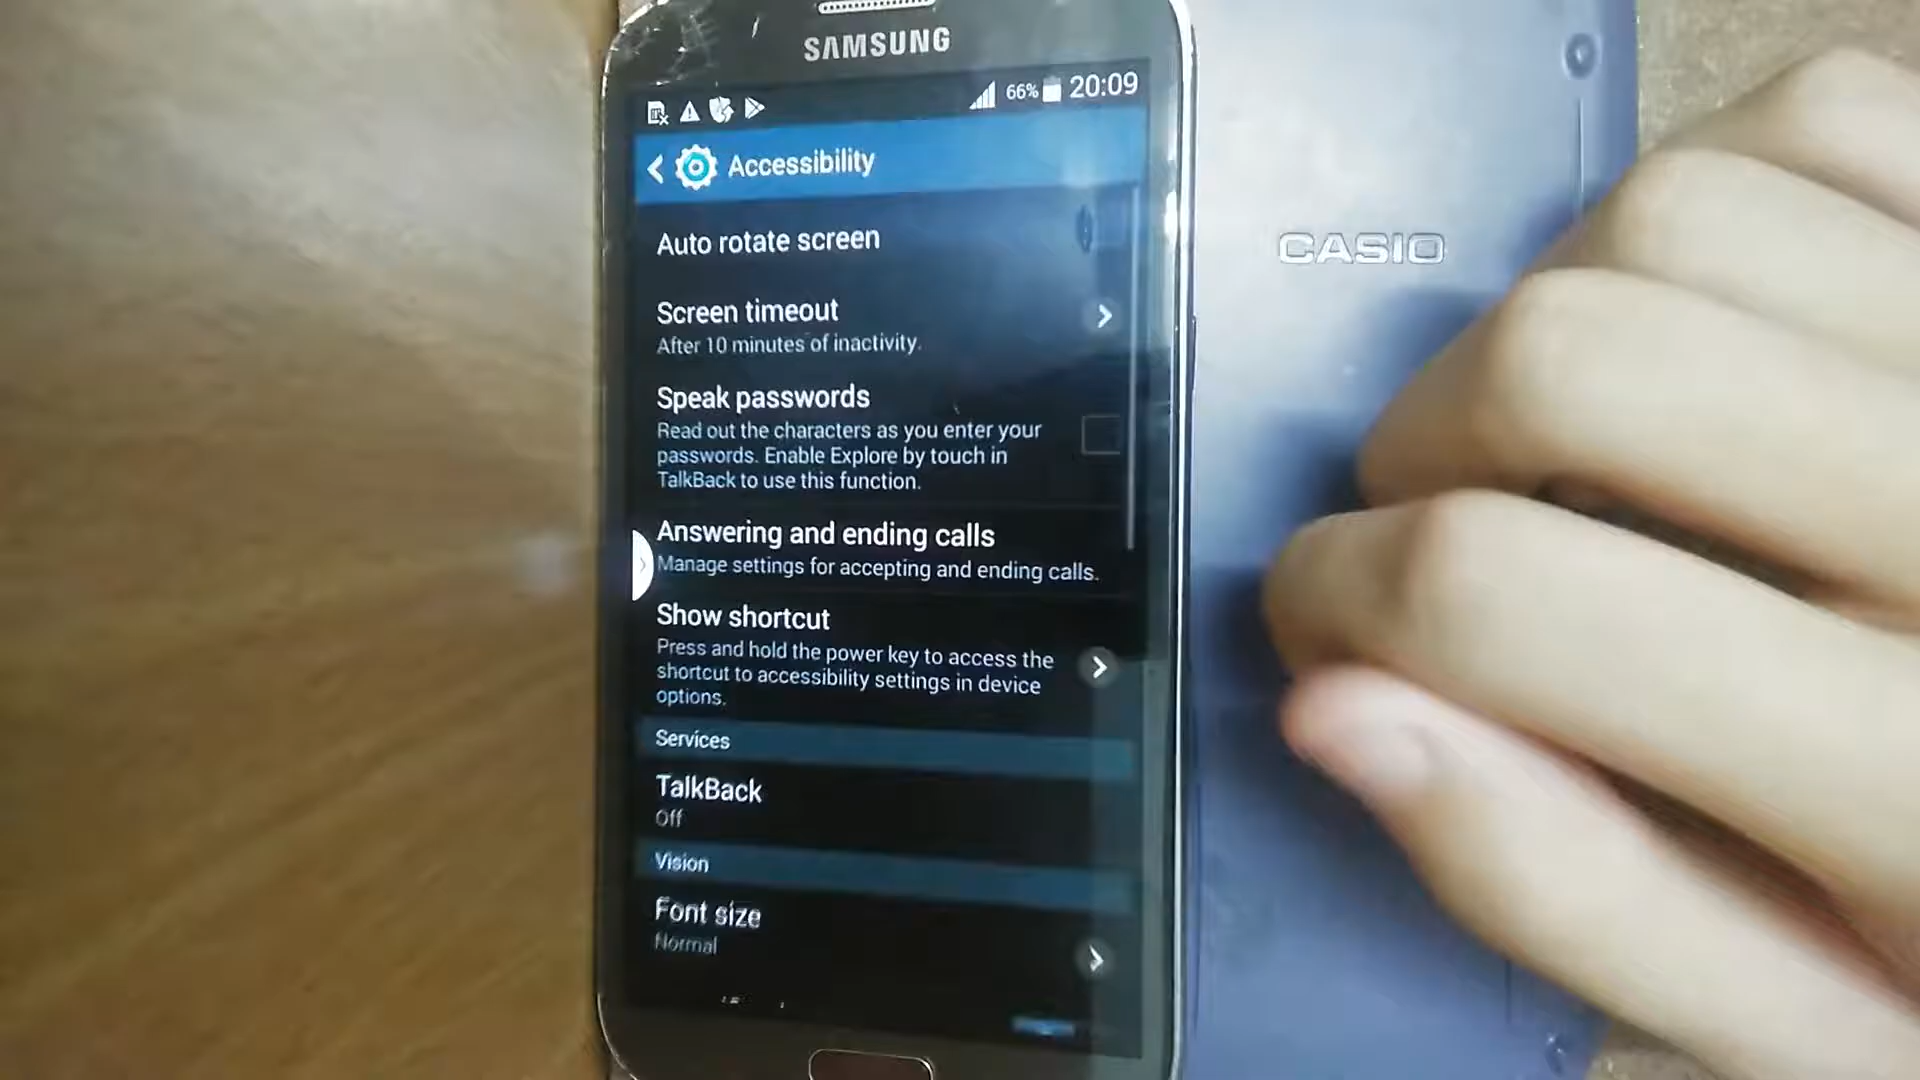 SAMSUNG
66% 20:09
Accessibility
Auto rotate screen
Screen timeout
After 10 minutes of inactivity.
Speak passwords
Read out the characters as you enter your
passwords. Enable Explore by touch in
TalkBack to use this function.
Answering and ending calls
Manage settings for accepting and ending calls.
Show shortcut
Press and hold the power key to access the
shortcut to accessibility settings in device
options.
Services
TalkBack
Off
Vision
Font size
Normal
CASIO